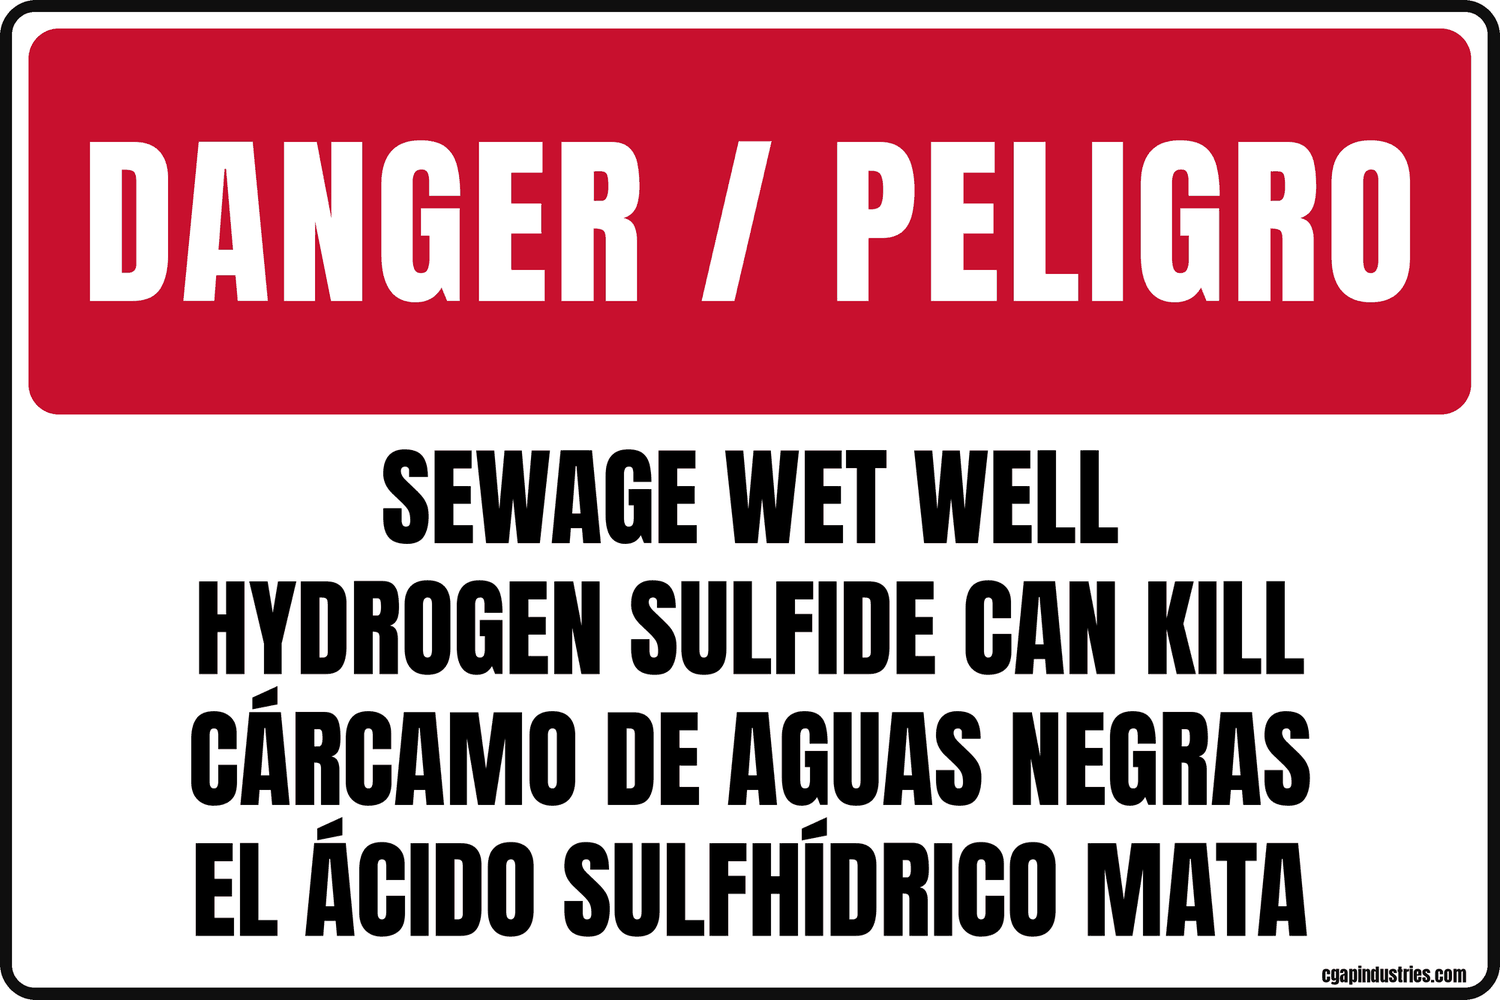 DANGER / PELIGRO
SEWAGE WET WELL
HYDROGEN SULFIDE CAN KILL
CÁRCAMO DE AGUAS NEGRAS
EL ÁCIDO SULFHÍDRICO MATA
cgapindustries.com